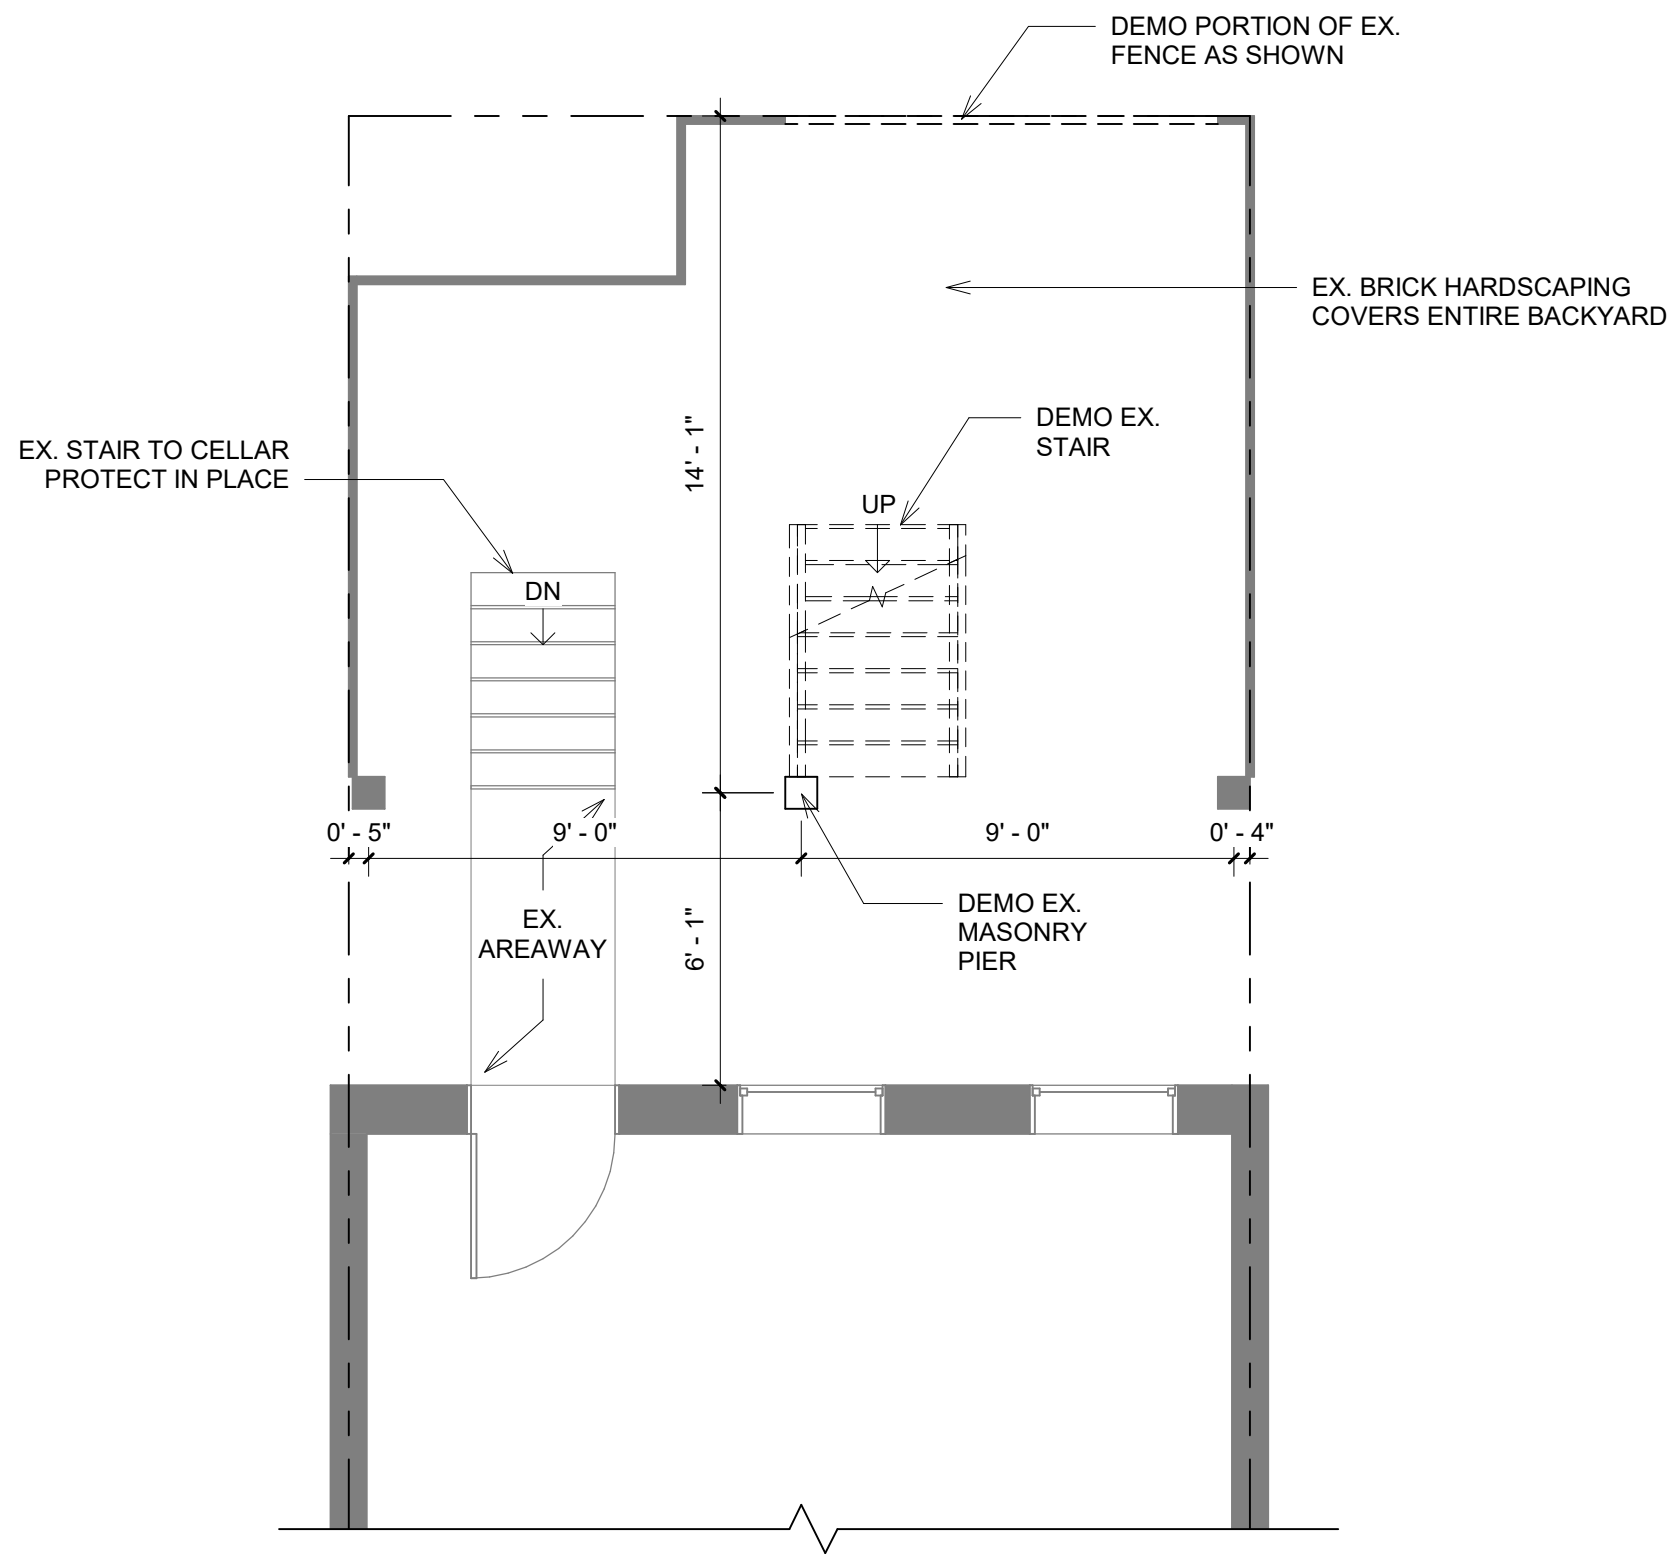 DEMO PORTION OF EX.
FENCE AS SHOWN
EX. BRICK HARDSCAPING
COVERS ENTIRE BACKYARD
14' - 1"
DEMO EX.
STAIR
EX. STAIR TO CELLAR
PROTECT IN PLACE
UP
DN
0' - 5"
9' - 0"
9' - 0"
0' - 4"
6' - 1"
EX.
AREAWAY
DEMO EX.
MASONRY
PIER